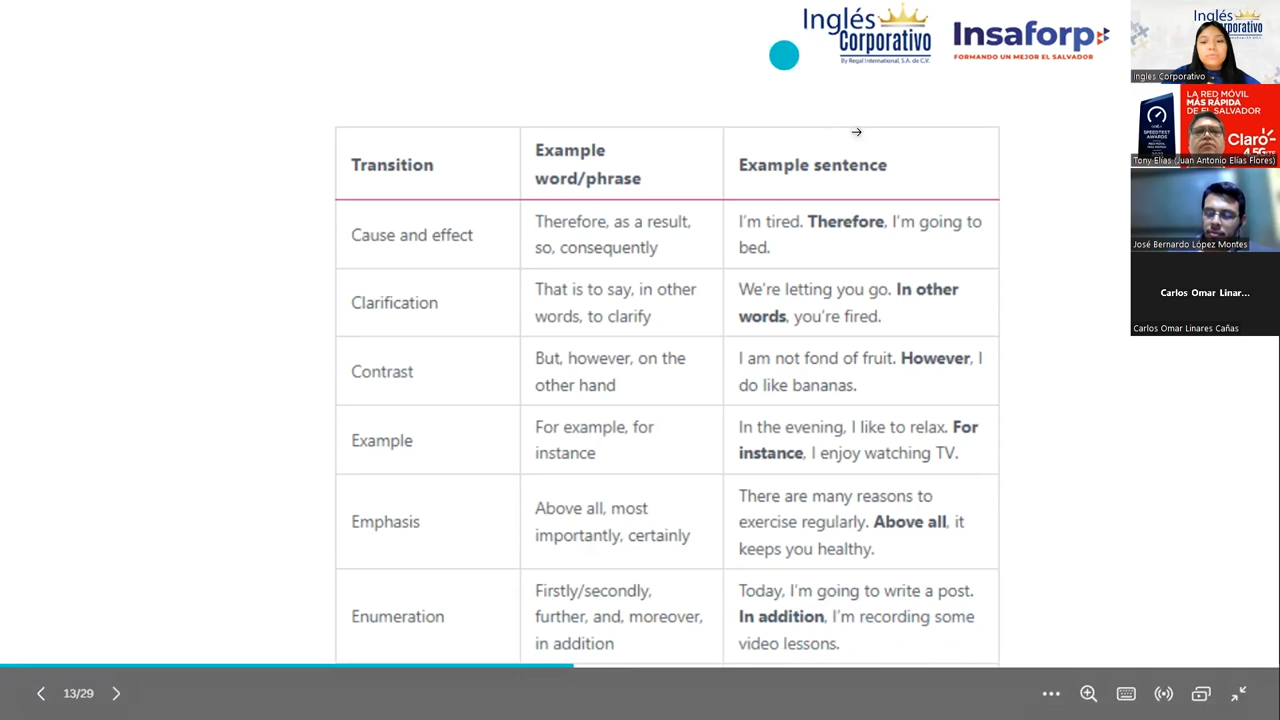 Inglés
Corporativo
By Regal International, S.A. de C.V.
Insaforp
FORMANDO UN MEJOR EL SALVADOR
Transition
Example
word/phrase
Example sentence
Cause and effect
Therefore, as a result,
so, consequently
I'm tired. Therefore, I'm going to
bed.
Clarification
That is to say, in other
words, to clarify
We're letting you go. In other
words, you're fired.
Contrast
But, however, on the
other hand
I am not fond of fruit. However, I
do like bananas.
Example
For example, for
instance
In the evening, I like to relax. For
instance, I enjoy watching TV.
Emphasis
Above all, most
importantly, certainly
There are many reasons to
exercise regularly. Above all, it
keeps you healthy.
Enumeration
Firstly/secondly,
further, and, moreover,
in addition
Today, I'm going to write a post.
In addition, I'm recording some
video lessons.
13/29
Inglés
Corporativo
Ingles Corporativo
SPEEDTEST
AWARDS
LA RED MÓVIL
MÁS RÁPIDA
DE EL SALVADOR
Claro
4.5G
Tony Elías (Juan Antonio Elías Flores)
José Bernardo López Montes
Carlos Omar Linar...
Carlos Omar Linares Cañas